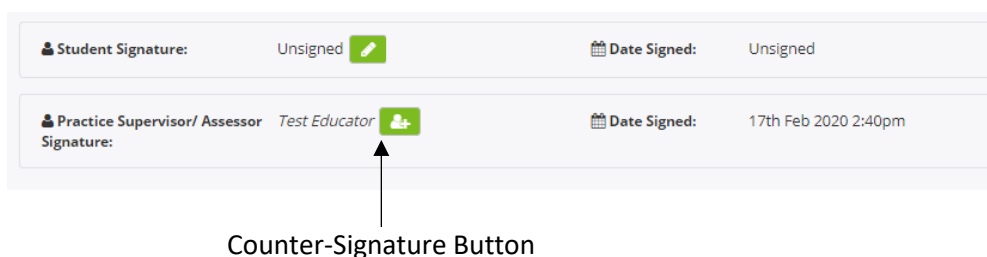 Student Signature: Unsigned Date Signed: Unsigned
Practice Supervisor/ Assessor Test Educator Date Signed: 17th Feb 2020 2:40pm
Signature:
Counter-Signature Button